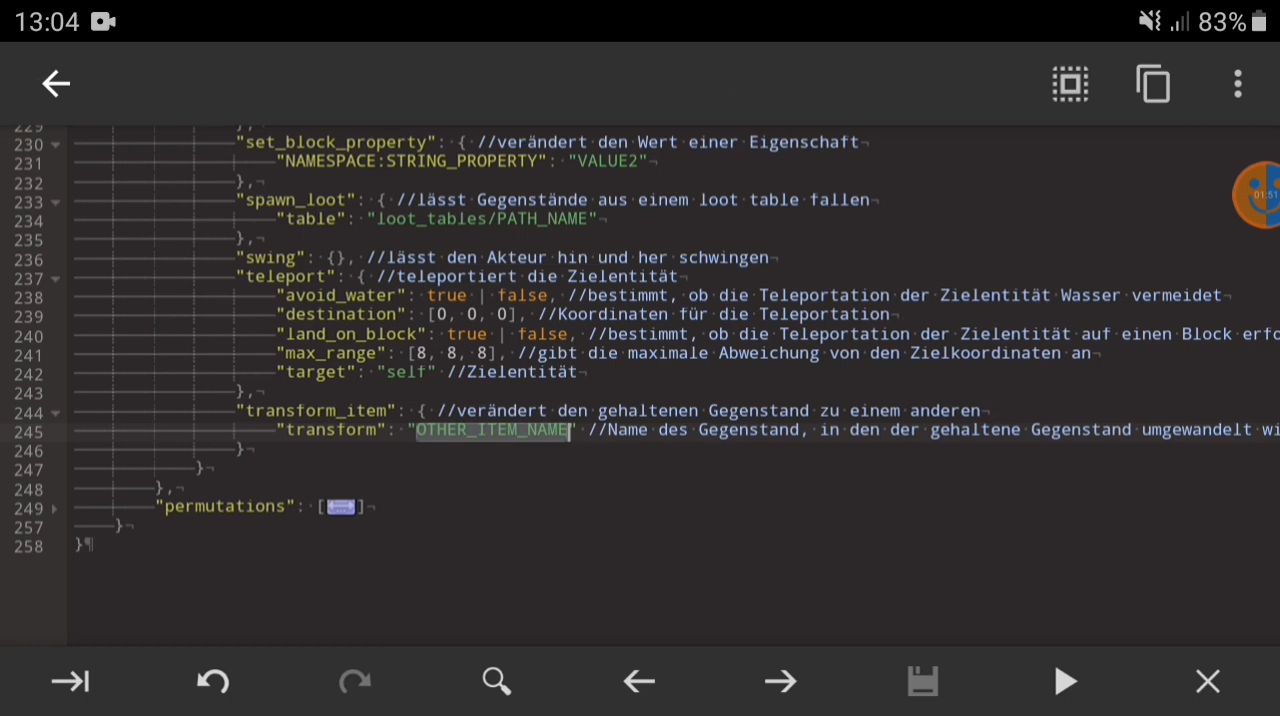 13:04 83%
229 },
230 "set_block_property": { //verändert den Wert einer Eigenschaft
231 "NAMESPACE:STRING_PROPERTY": "VALUE2"
232 },
233 "spawn_loot": { //lässt Gegenstände aus einem loot table fallen
234 "table": "loot_tables/PATH_NAME"
235 },
236 "swing": {}, //lässt den Akteur hin und her schwingen
237 "teleport": { //teleportiert die Zielentität
238 "avoid_water": true | false, //bestimmt, ob die Teleportation der Zielentität Wasser vermeidet
239 "destination": [0, 0, 0], //Koordinaten für die Teleportation
240 "land_on_block": true | false, //bestimmt, ob die Teleportation der Zielentität auf einen Block erfo
241 "max_range": [8, 8, 8], //gibt die maximale Abweichung von den Zielkoordinaten an
242 "target": "self" //Zielentität
243 },
244 "transform_item": { //verändert den gehaltenen Gegenstand zu einem anderen
245 "transform": "OTHER_ITEM_NAME" //Name des Gegenstand, in den der gehaltene Gegenstand umgewandelt wi
246 }
247 }
248 },
249 "permutations": [ ]
257 }
258 }
01:51